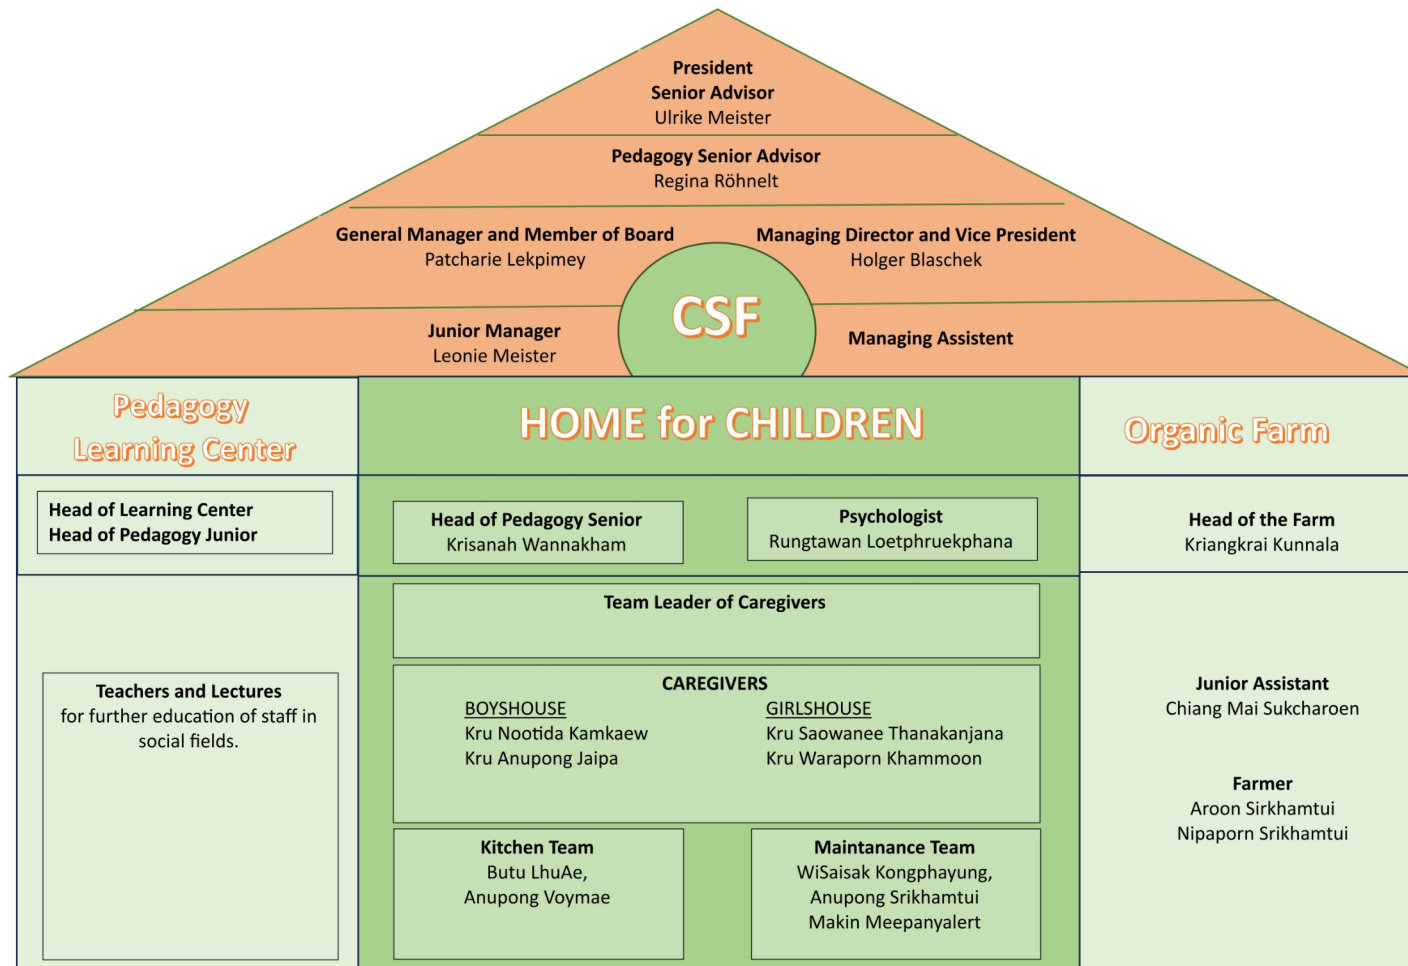 President
Senior Advisor
Ulrike Meister
Pedagogy Senior Advisor
Regina Röhnelt
General Manager and Member of Board
Patcharie Lekpimey
Managing Director and Vice President
Holger Blaschek
CSF
Junior Manager
Leonie Meister
Managing Assistent
Pedagogy
Learning Center
Head of Learning Center
Head of Pedagogy Junior
Teachers and Lectures
for further education of staff in
social fields.
HOME for CHILDREN
Head of Pedagogy Senior
Krisanah Wannakham
Psychologist
Rungtawan Loetphruekphana
Team Leader of Caregivers
CAREGIVERS
BOYSHOUSE
Kru Nootida Kamkaew
Kru Anupong Jaipa
GIRLSHOUSE
Kru Saowanee Thanakanjana
Kru Waraporn Khammoon
Kitchen Team
Butu LhuAe,
Anupong Voymae
Maintanance Team
WiSaisak Kongphayung,
Anupong Srikhamtui
Makin Meepanyalert
Organic Farm
Head of the Farm
Kriangkrai Kunnala
Junior Assistant
Chiang Mai Sukcharoen
Farmer
Aroon Sirkhamtui
Nipaporn Srikhamtui